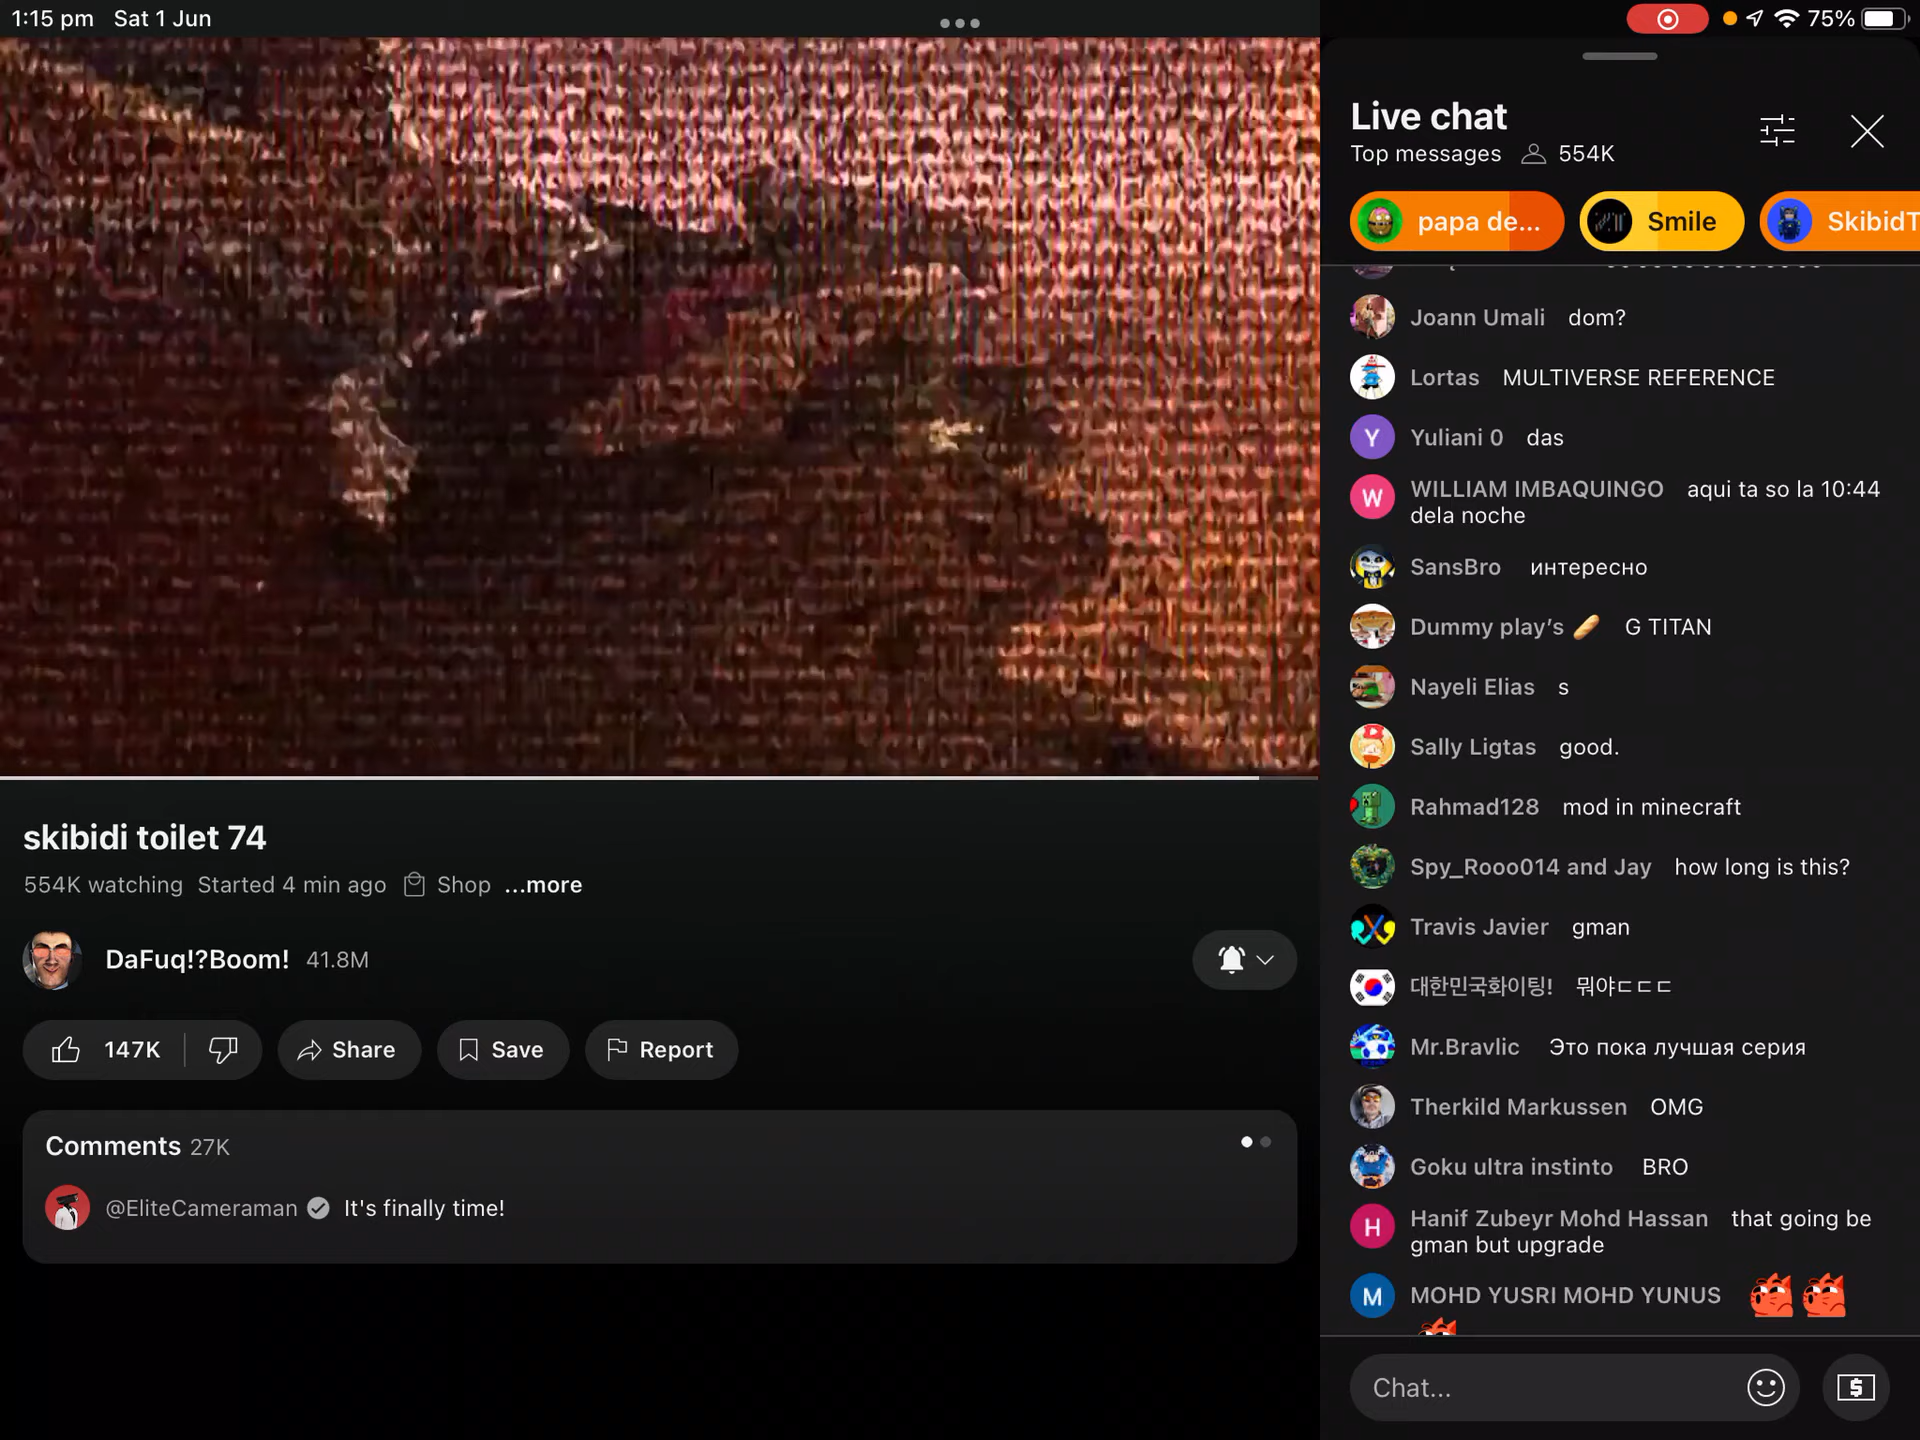 1:15 pm Sat 1 Jun
75%
skibidi toilet 74
554K watching Started 4 min ago Shop ...more
DaFuq!?Boom! 41.8M
147K Share Save Report
Comments 27K
@EliteCameraman It's finally time!
Live chat
Top messages 554K
papa de... Smile SkibidT
Joann Umali dom?
Lortas MULTIVERSE REFERENCE
Y Yuliani 0 das
W WILLIAM IMBAQUINGO aqui ta so la 10:44
dela noche
SansBro интересно
Dummy play's G TITAN
Nayeli Elias s
Sally Ligtas good.
Rahmad128 mod in minecraft
Spy_Rooo014 and Jay how long is this?
Travis Javier gman
대한민국화이팅! 뭐야ㄷㄷㄷ
Mr.Bravlic Это пока лучшая серия
Therkild Markussen OMG
Goku ultra instinto BRO
H Hanif Zubeyr Mohd Hassan that going be
gman but upgrade
M MOHD YUSRI MOHD YUNUS
Chat...